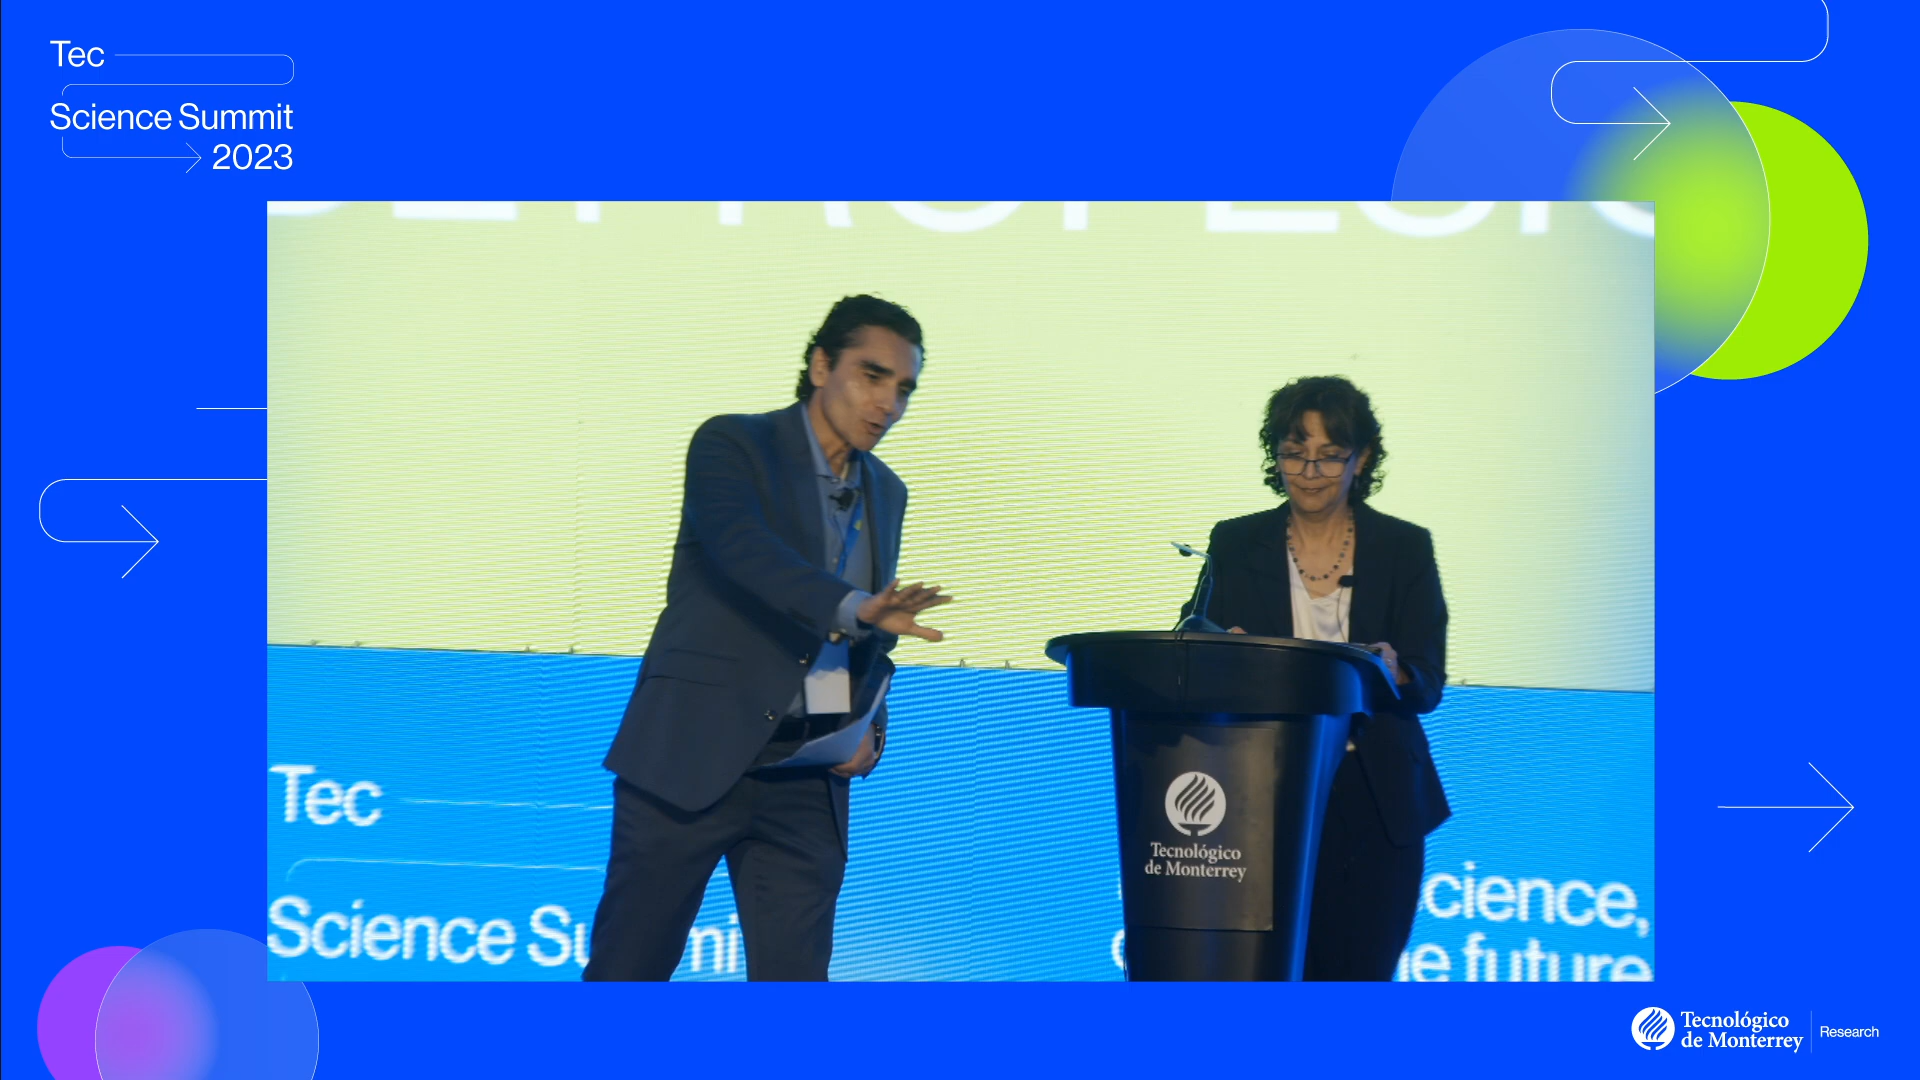 Tec
Science Summit
2023
Tec
Science Su mi
Tecnológico
de Monterrey
cience,
e future
Tecnológico
de Monterrey
Research